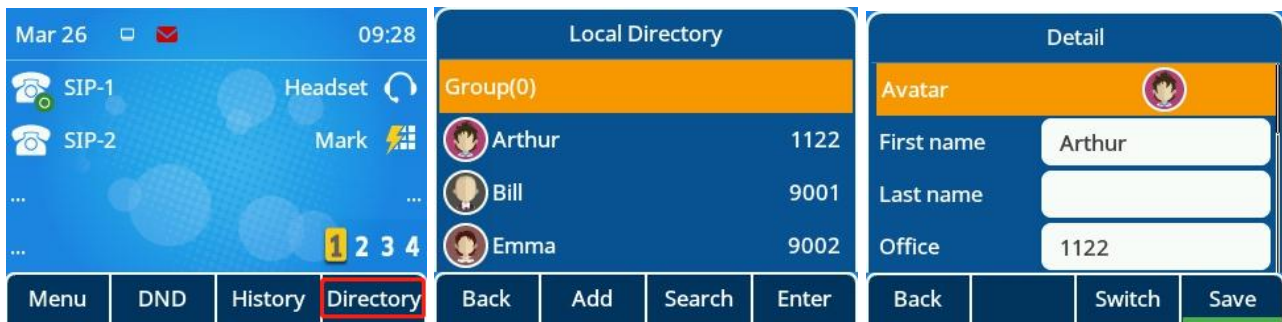 Mar 26 09:28
SIP-1 Headset
SIP-2 Mark
... ...
... 1 2 3 4
Menu DND History Directory
Local Directory
Group(0)
Arthur 1122
Bill 9001
Emma 9002
Back Add Search Enter
Detail
Avatar
First name Arthur
Last name
Office 1122
Back Switch Save